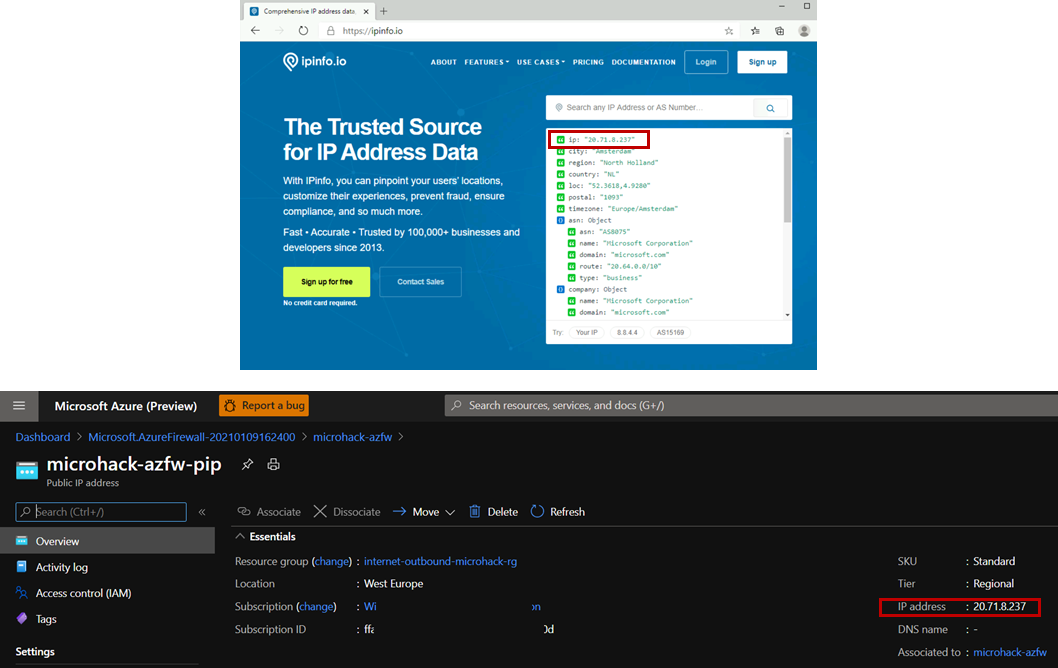 Comprehensive IP address data,
https://ipinfo.io
ipinfo.io
ABOUT FEATURES USE CASES PRICING DOCUMENTATION Login Sign up
Search any IP Address or AS Number...
The Trusted Source
for IP Address Data
With IPinfo, you can pinpoint your users' locations,
customize their experiences, prevent fraud, ensure
compliance, and so much more.
Fast • Accurate • Trusted by 100,000+ businesses and
developers since 2013.
Sign up for free Contact Sales
No credit card required.
ip: "20.71.8.237"
city: "Amsterdam"
region: "North Holland"
country: "NL"
loc: "52.3618,4.9280"
postal: "1093"
timezone: "Europe/Amsterdam"
asn: Object
asn: "AS8075"
name: "Microsoft Corporation"
domain: "microsoft.com"
route: "20.64.0.0/10"
type: "business"
company: Object
name: "Microsoft Corporation"
domain: "microsoft.com"
Try: Your IP 8.8.4.4 AS15169
Microsoft Azure (Preview) Report a bug Search resources, services, and docs (G+/)
Dashboard > Microsoft.AzureFirewall-20210109162400 > microhack-azfw >
microhack-azfw-pip
Public IP address
Search (Ctrl+/) «
Overview
Activity log
Access control (IAM)
Tags
Settings
Associate Dissociate Move Delete Refresh
Essentials
Resource group (change) : internet-outbound-microhack-rg
Location : West Europe
Subscription (change) : Wi on
Subscription ID : ffa 0d
SKU : Standard
Tier : Regional
IP address : 20.71.8.237
DNS name : -
Associated to : microhack-azfw